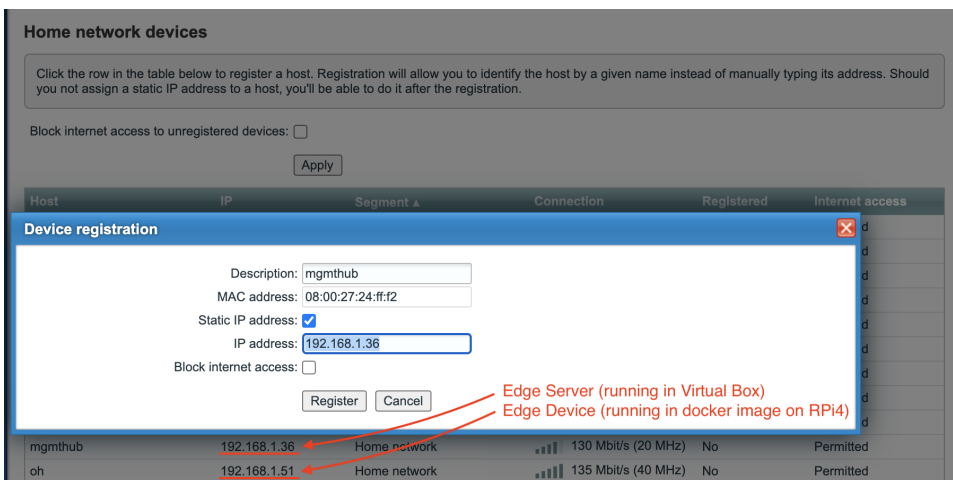 Home network devices
Click the row in the table below to register a host. Registration will allow you to identify the host by a given name instead of manually typing its address. Should
you not assign a static IP address to a host, you'll be able to do it after the registration.
Block internet access to unregistered devices:
Apply
Host IP Segment ▲ Connection Registered Internet access
Device registration
d
d
d
d
d
d
d
d
d
Description: mgmthub
MAC address: 08:00:27:24:ff:f2
Static IP address:
IP address: 192.168.1.36
Block internet access:
Register Cancel
Edge Server (running in Virtual Box)
Edge Device (running in docker image on RPi4)
mgmthub 192.168.1.36 Home network 130 Mbit/s (20 MHz) No Permitted
oh 192.168.1.51 Home network 135 Mbit/s (40 MHz) No Permitted